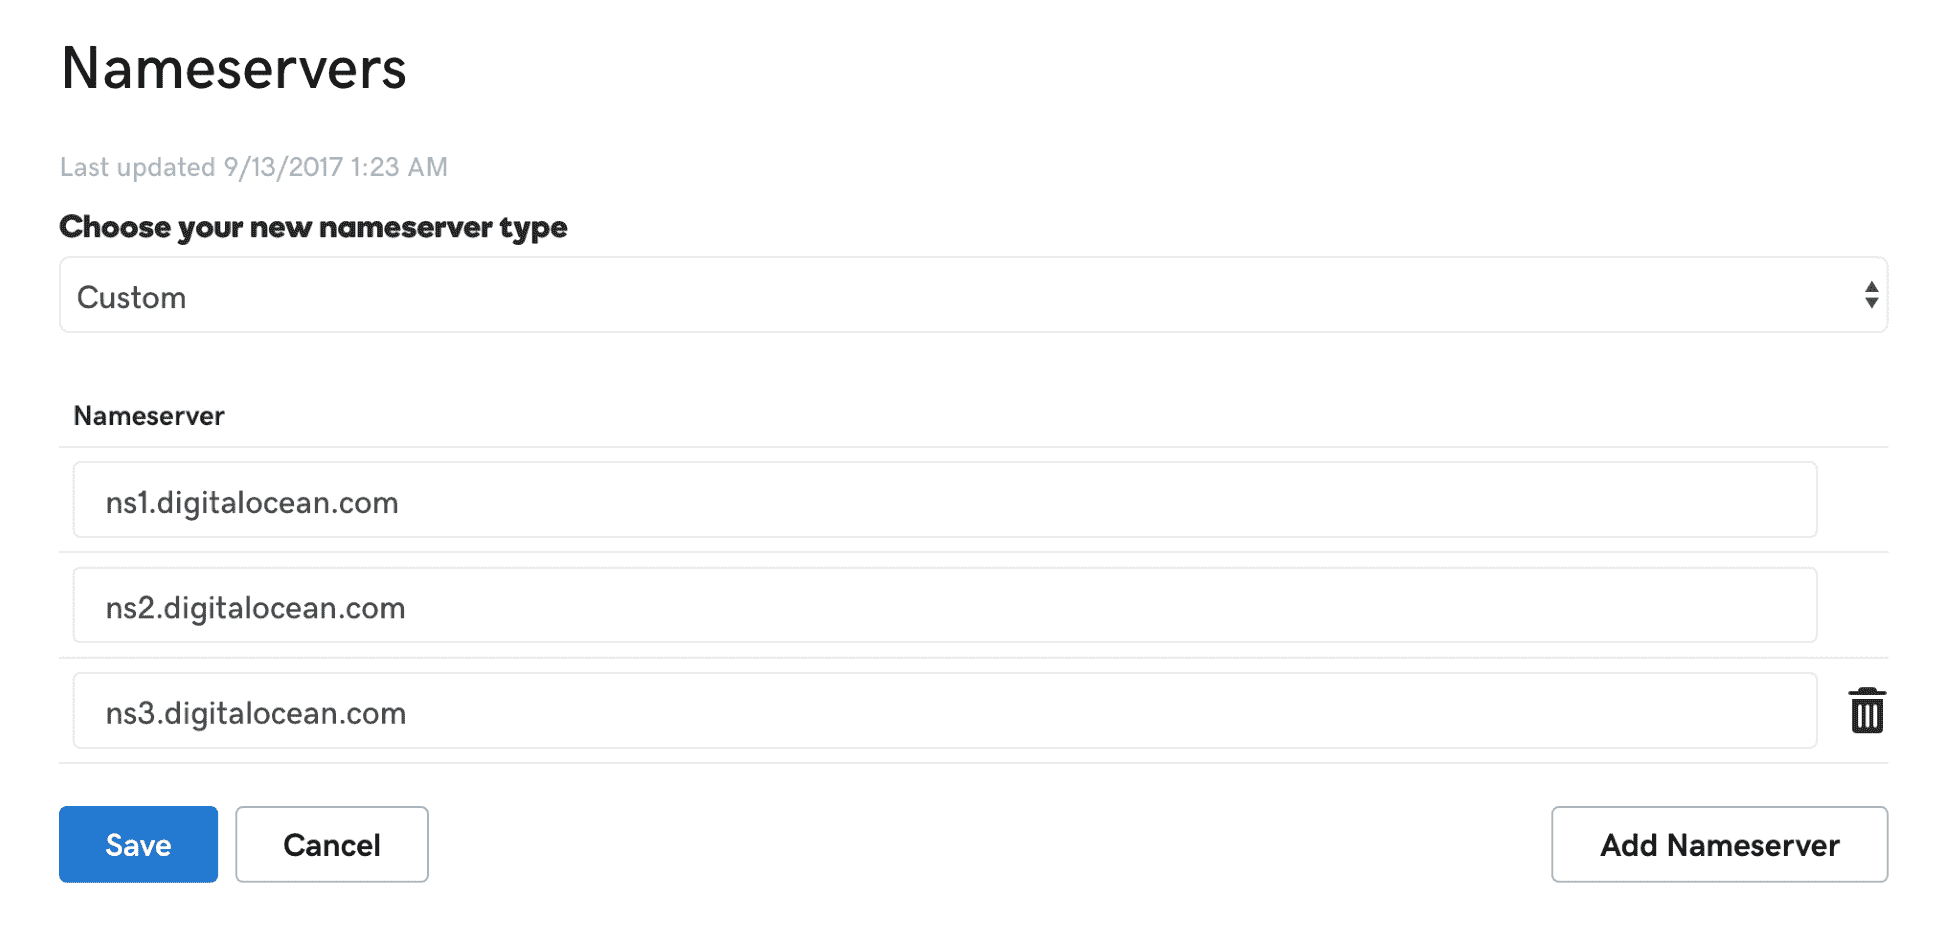 Nameservers
Last updated 9/13/2017 1:23 AM
Choose your new nameserver type
Custom
Nameserver
ns1.digitalocean.com
ns2.digitalocean.com
ns3.digitalocean.com
Save Cancel Add Nameserver